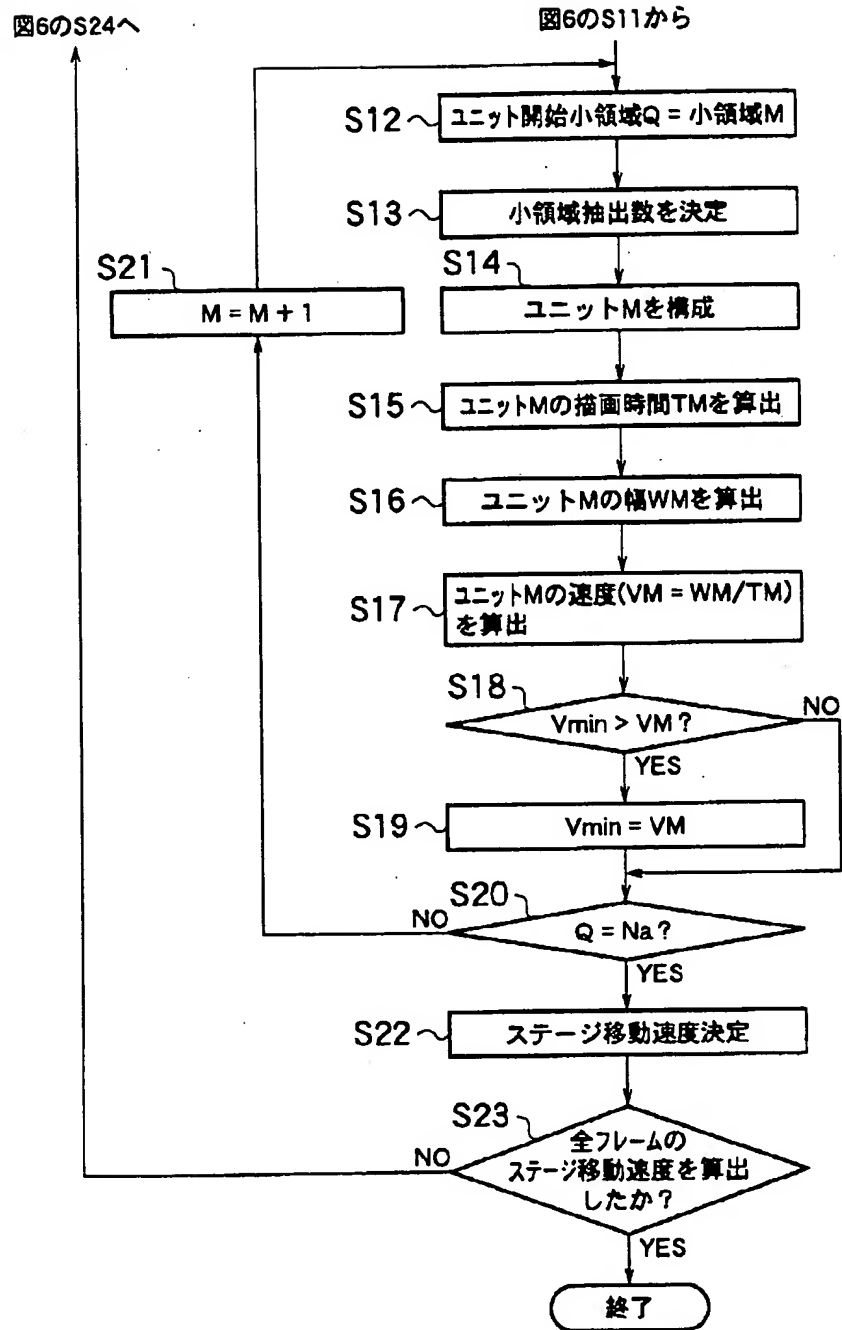 図6のS24へ
図6のS11から
S12
ユニット開始小領域Q = 小領域M
S13
小領域抽出数を決定
S21
M = M + 1
S14
ユニットMを構成
S15
ユニットMの描画時間TMを算出
S16
ユニットMの幅WMを算出
S17
ユニットMの速度(VM = WM/TM)
を算出
S18
Vmin > VM?
NO
YES
S19
Vmin = VM
S20
NO
Q = Na?
YES
S22
ステージ移動速度決定
S23
NO
全フレームの
ステージ移動速度を算出
したか?
YES
終了